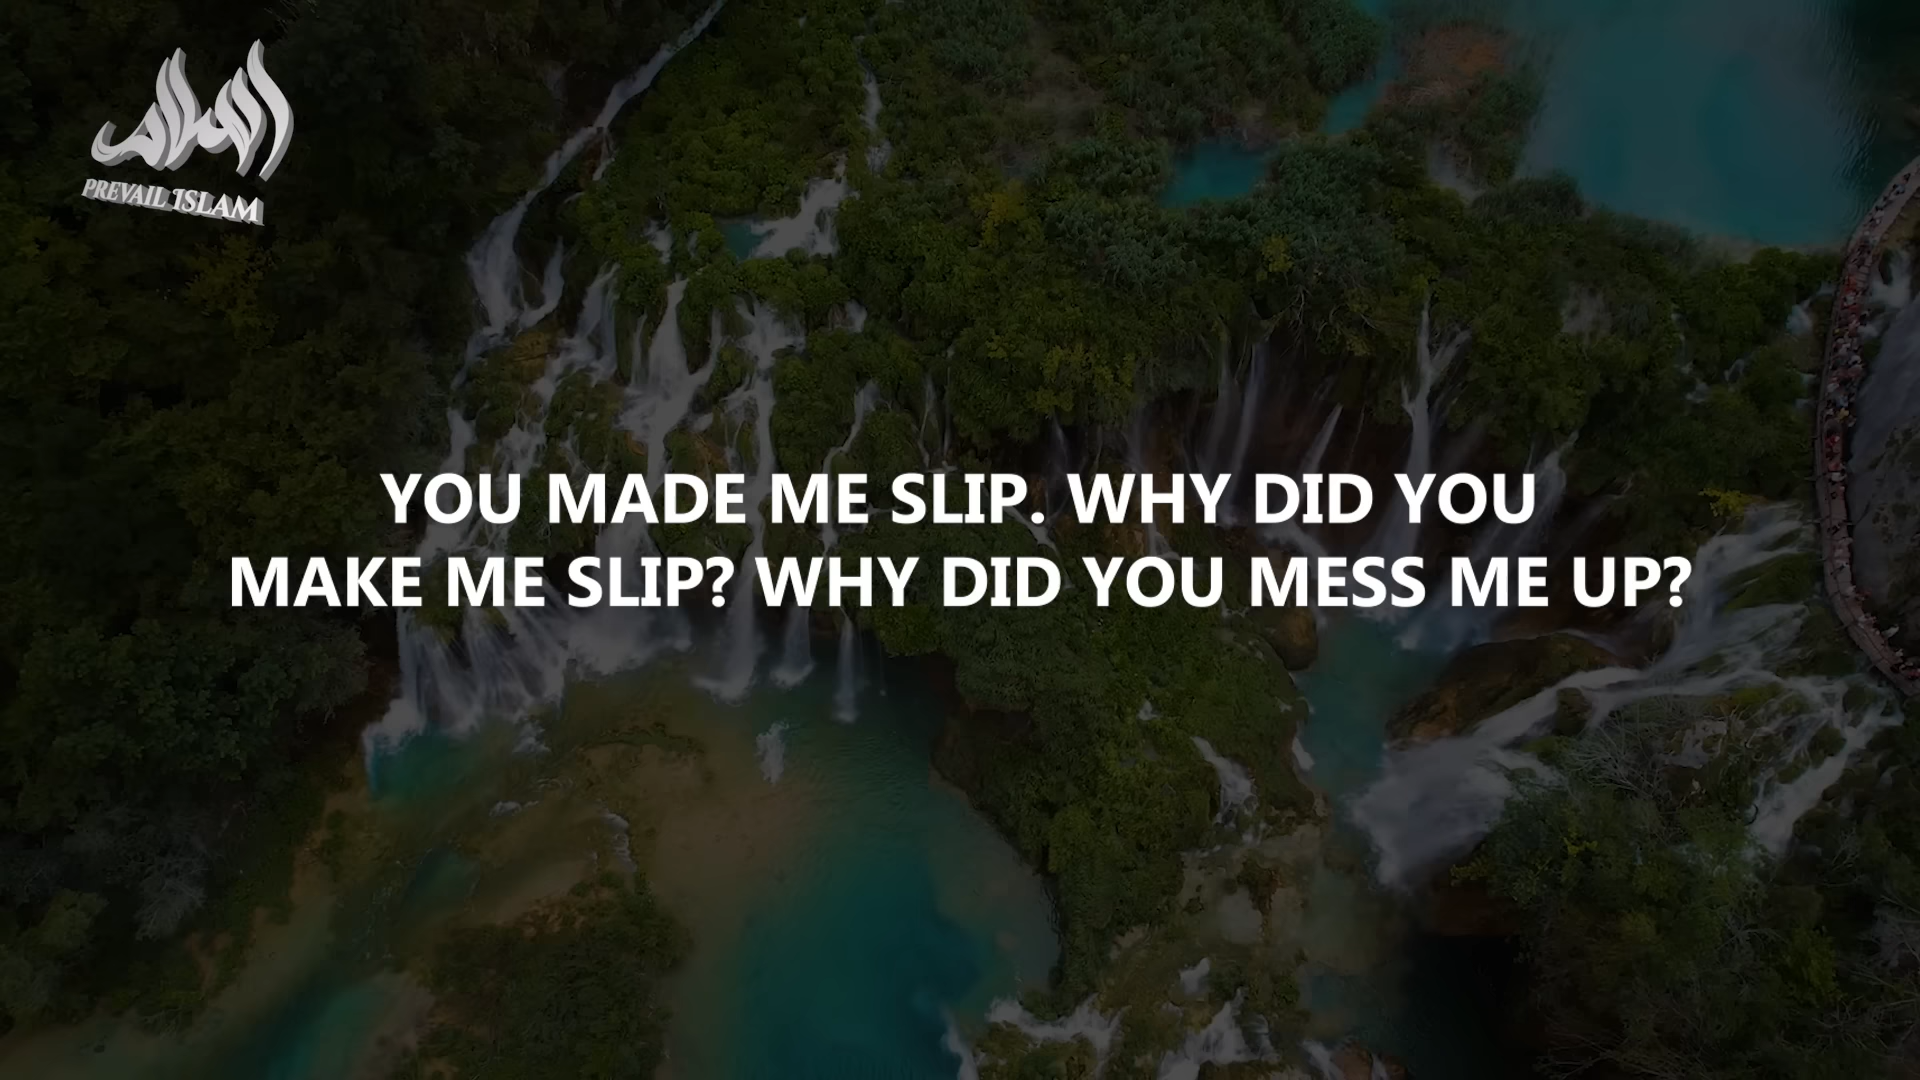 PREVAIL ISLAM
YOU MADE ME SLIP. WHY DID YOU
MAKE ME SLIP? WHY DID YOU MESS ME UP?